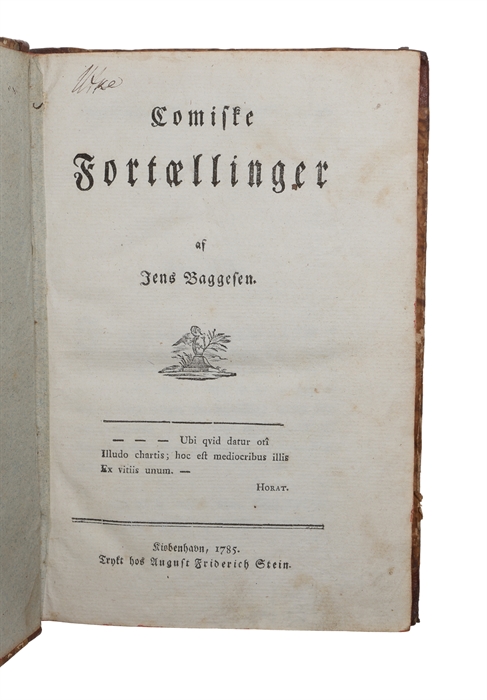 Comiske
Fortællinger
af
Jens Baggesen.
— — — Ubi qvid datur otî
Illudo chartis; hoc est mediocribus illis
Ex vitiis unum. —
HORAT.
Kiøbenhavn, 1785.
Trykt hos August Friderich Stein.